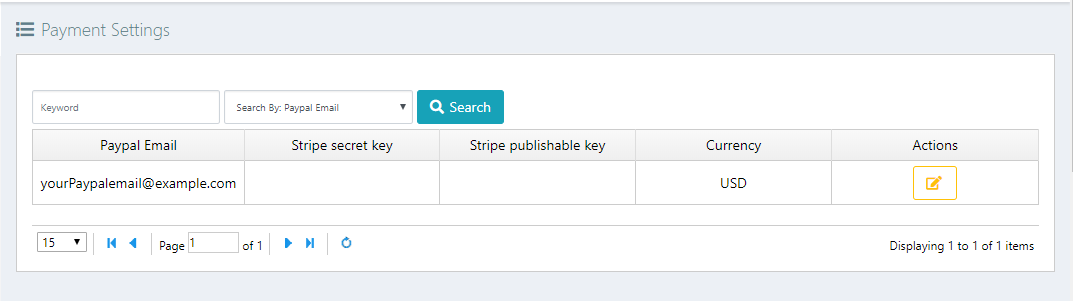 Payment Settings
Keyword Search By: Paypal Email Search
Paypal Email Stripe secret key Stripe publishable key Currency Actions
yourPaypalemail@example.com USD
15 Page 1 of 1 Displaying 1 to 1 of 1 items